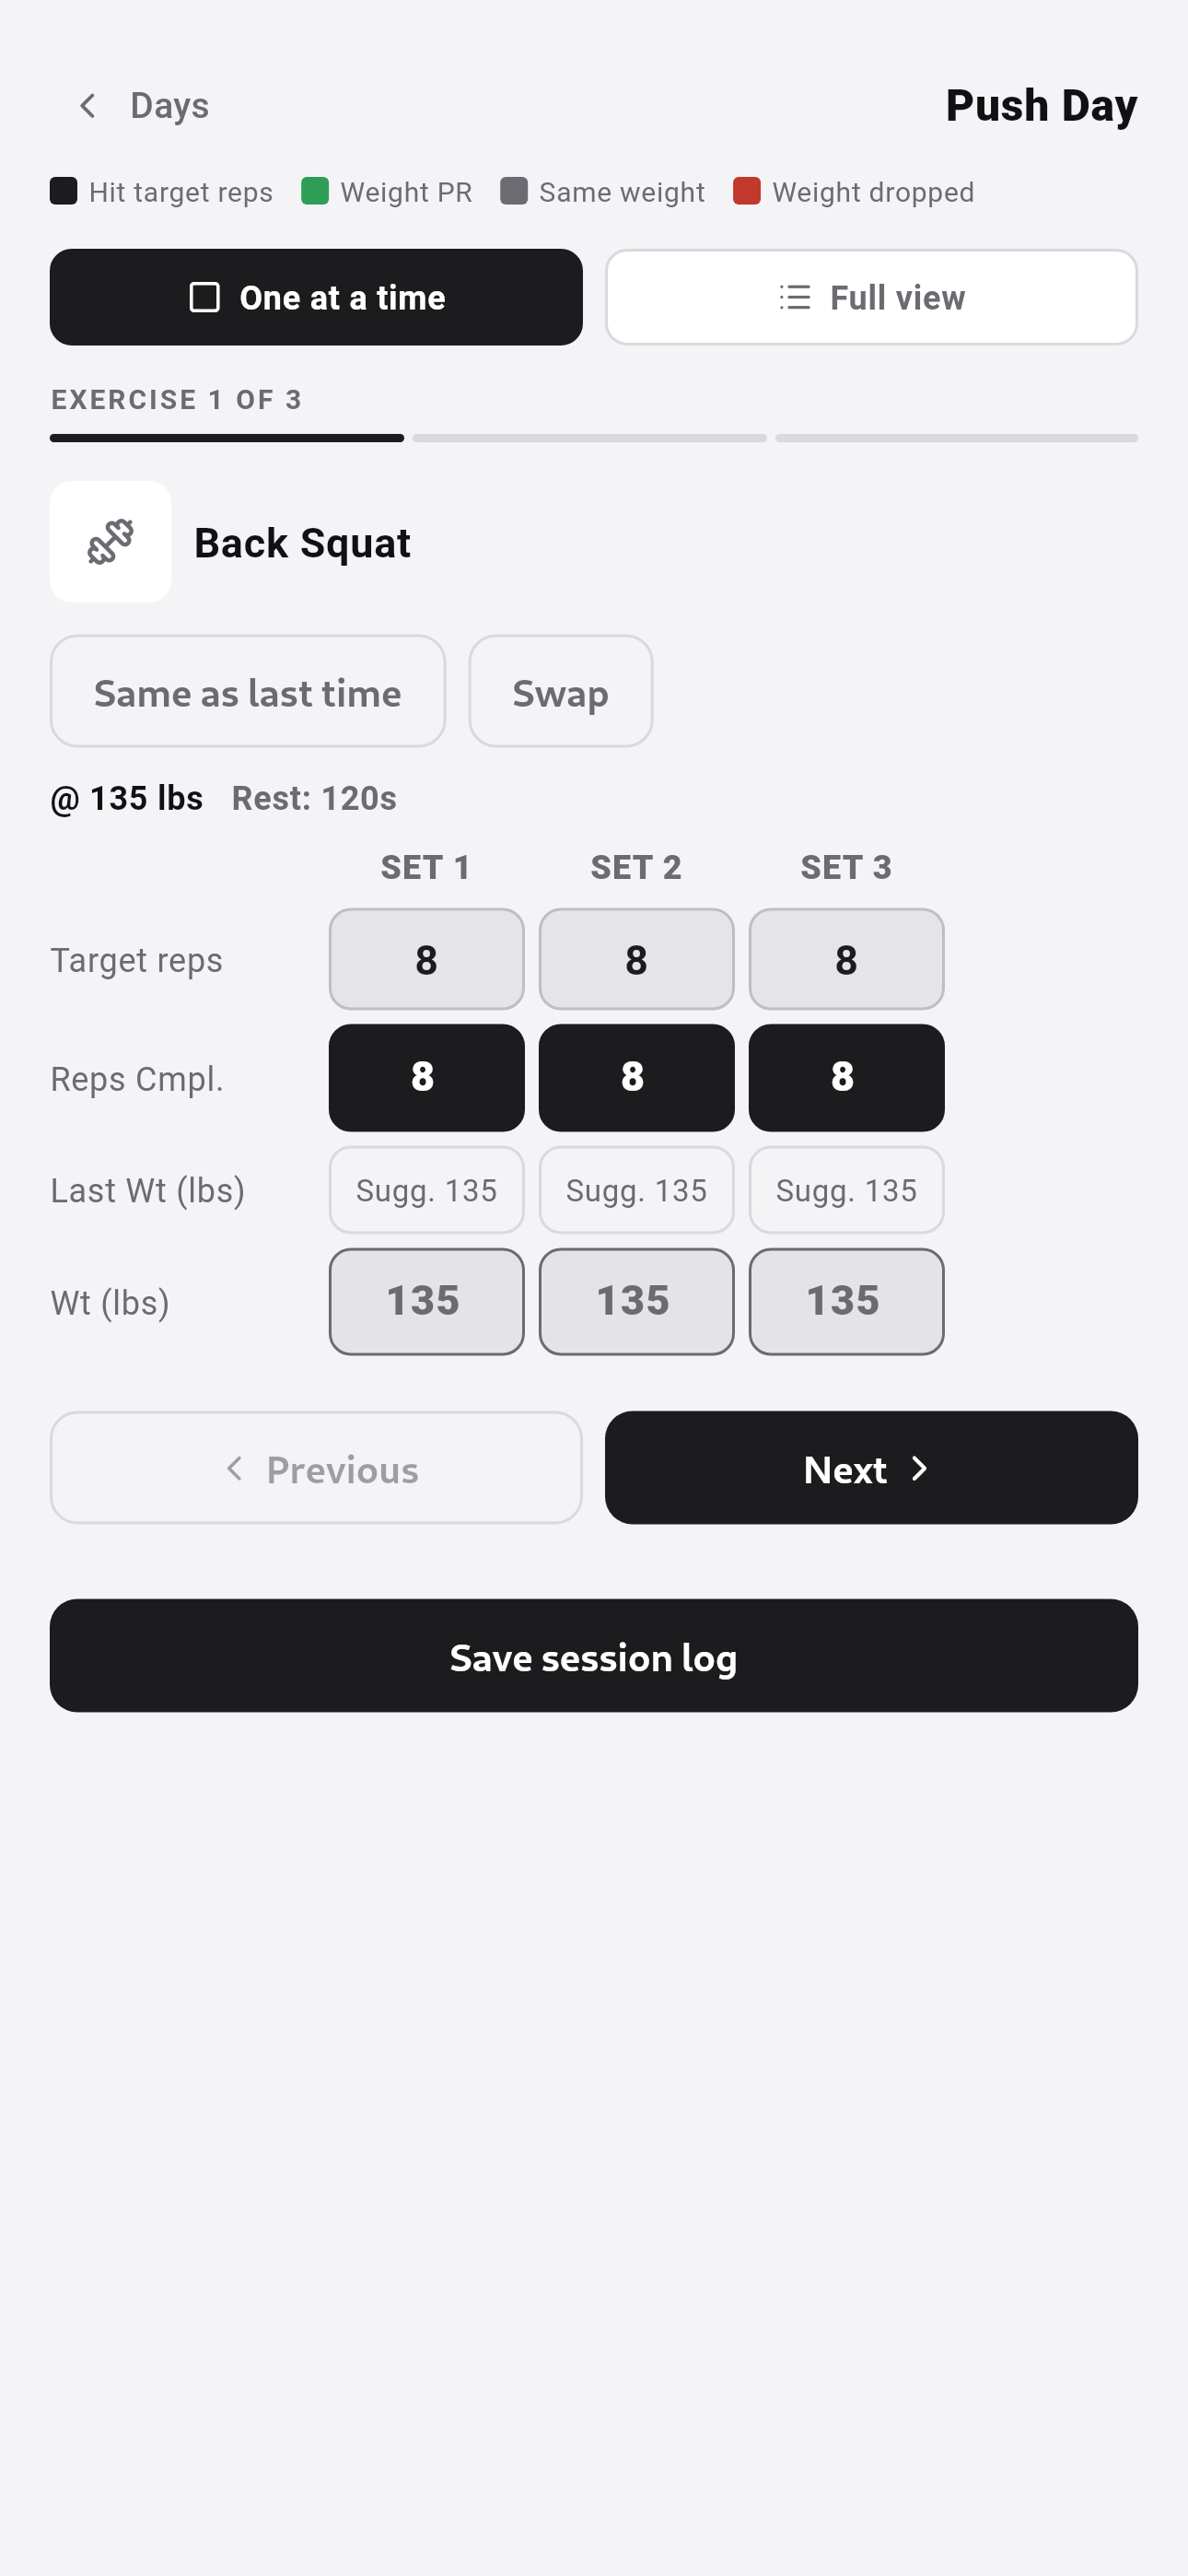 Days
Push Day
Hit target reps Weight PR Same weight Weight dropped
One at a time Full view
EXERCISE 1 OF 3
Back Squat
Same as last time Swap
@ 135 lbs Rest: 120s
SET 1 SET 2 SET 3
Target reps 8 8 8
Reps Cmpl. 8 8 8
Last Wt (lbs) Sugg. 135 Sugg. 135 Sugg. 135
Wt (lbs) 135 135 135
Previous Next
Save session log